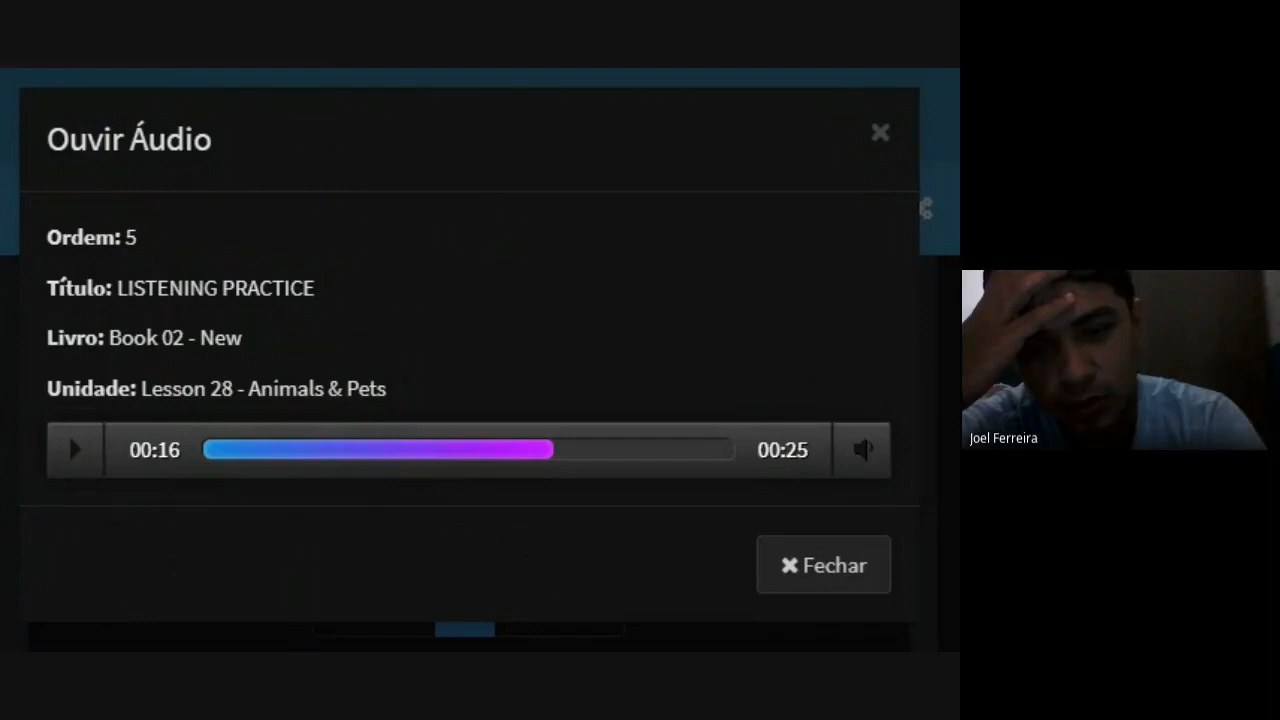 Ouvir Áudio
Ordem: 5
Título: LISTENING PRACTICE
Livro: Book 02 - New
Unidade: Lesson 28 - Animals & Pets
00:16
00:25
Fechar
Joel Ferreira